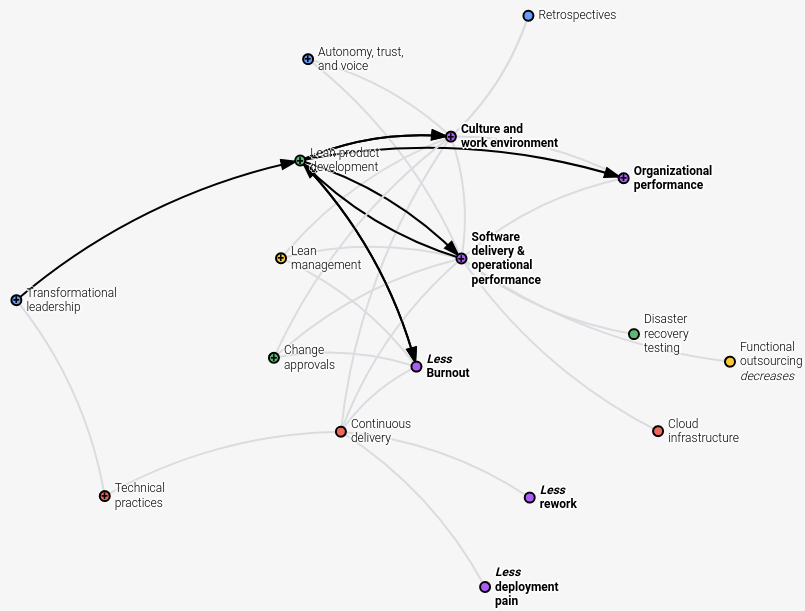 Retrospectives
Autonomy, trust,
and voice
Culture and
work environment
Lean product
development
Organizational
performance
Software
delivery &
operational
performance
Lean
management
Transformational
leadership
Disaster
recovery
testing
Functional
outsourcing
decreases
Change
approvals
Less
Burnout
Continuous
delivery
Cloud
infrastructure
Technical
practices
Less
rework
Less
deployment
pain